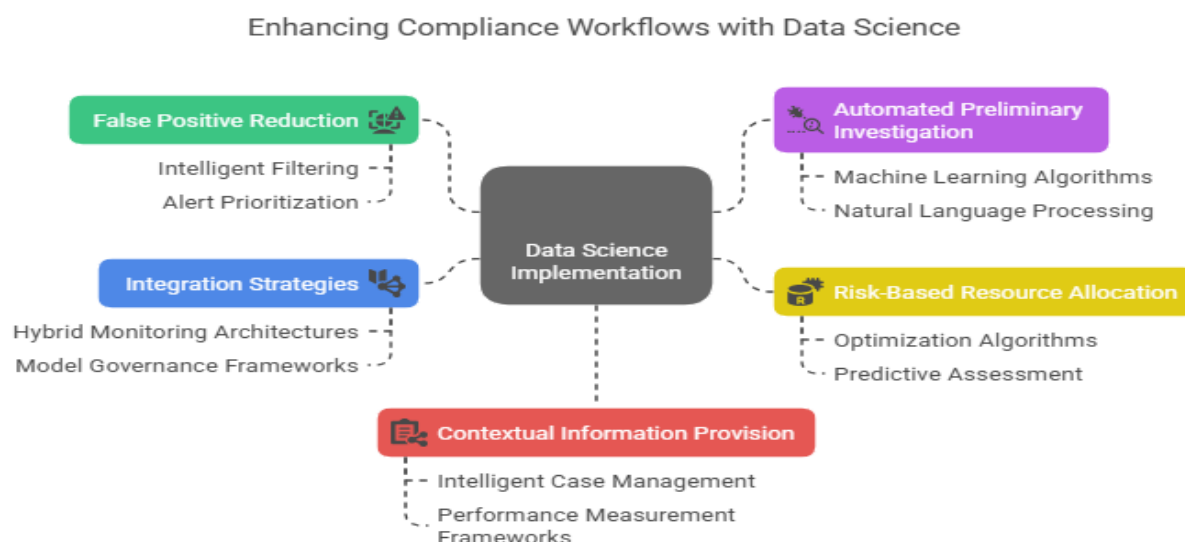 Enhancing Compliance Workflows with Data Science
False Positive Reduction
Intelligent Filtering
Alert Prioritization
Integration Strategies
Hybrid Monitoring Architectures
Model Governance Frameworks
Data Science
Implementation
Automated Preliminary
Investigation
Machine Learning Algorithms
Natural Language Processing
Risk-Based Resource Allocation
R
Optimization Algorithms
Predictive Assessment
Contextual Information Provision
Intelligent Case Management
Performance Measurement
Frameworks